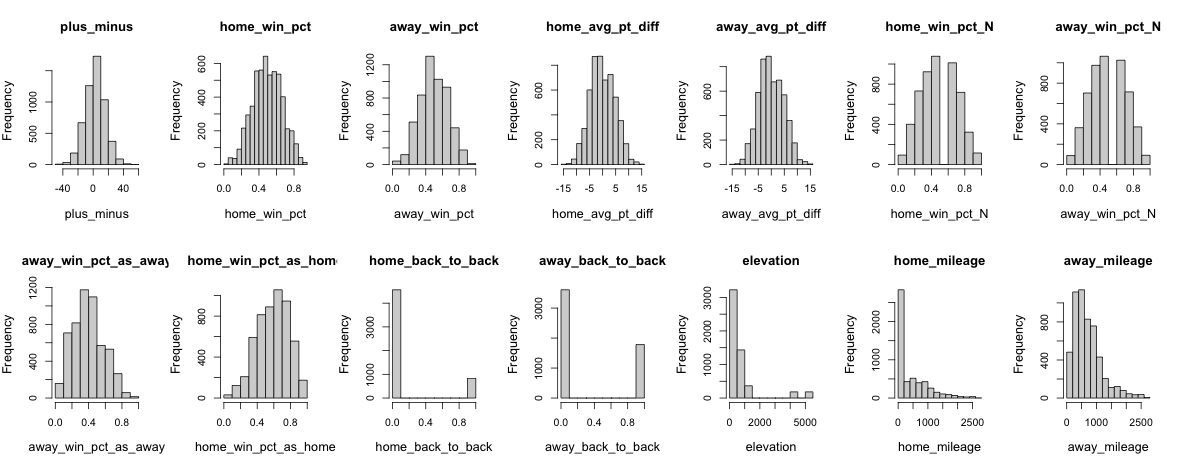 plus_minus
home_win_pct
away_win_pct
home_avg_pt_diff
away_avg_pt_diff
home_win_pct_N
away_win_pct_N
Frequency
0 500 1000
-40 0 40
plus_minus
Frequency
0 200 400 600
0.0 0.4 0.8
home_win_pct
Frequency
0 400 800 1200
0.0 0.4 0.8
away_win_pct
Frequency
0 200 600
-15 -5 5 15
home_avg_pt_diff
Frequency
0 200 600
-15 -5 5 15
away_avg_pt_diff
Frequency
0 400 800
0.0 0.4 0.8
home_win_pct_N
Frequency
0 400 800
0.0 0.4 0.8
away_win_pct_N
away_win_pct_as_away
home_win_pct_as_hom
home_back_to_back
away_back_to_back
elevation
home_mileage
away_mileage
Frequency
0 400 800 1200
0.0 0.4 0.8
away_win_pct_as_away
Frequency
0 400 800
0.0 0.4 0.8
home_win_pct_as_home
Frequency
0 1000 3000
0.0 0.4 0.8
home_back_to_back
Frequency
0 1000 3000
0.0 0.4 0.8
away_back_to_back
Frequency
0 1000 2000 3000
0 2000 5000
elevation
Frequency
0 1000 2000
0 1000 2500
home_mileage
Frequency
0 400 800
0 1000 2500
away_mileage